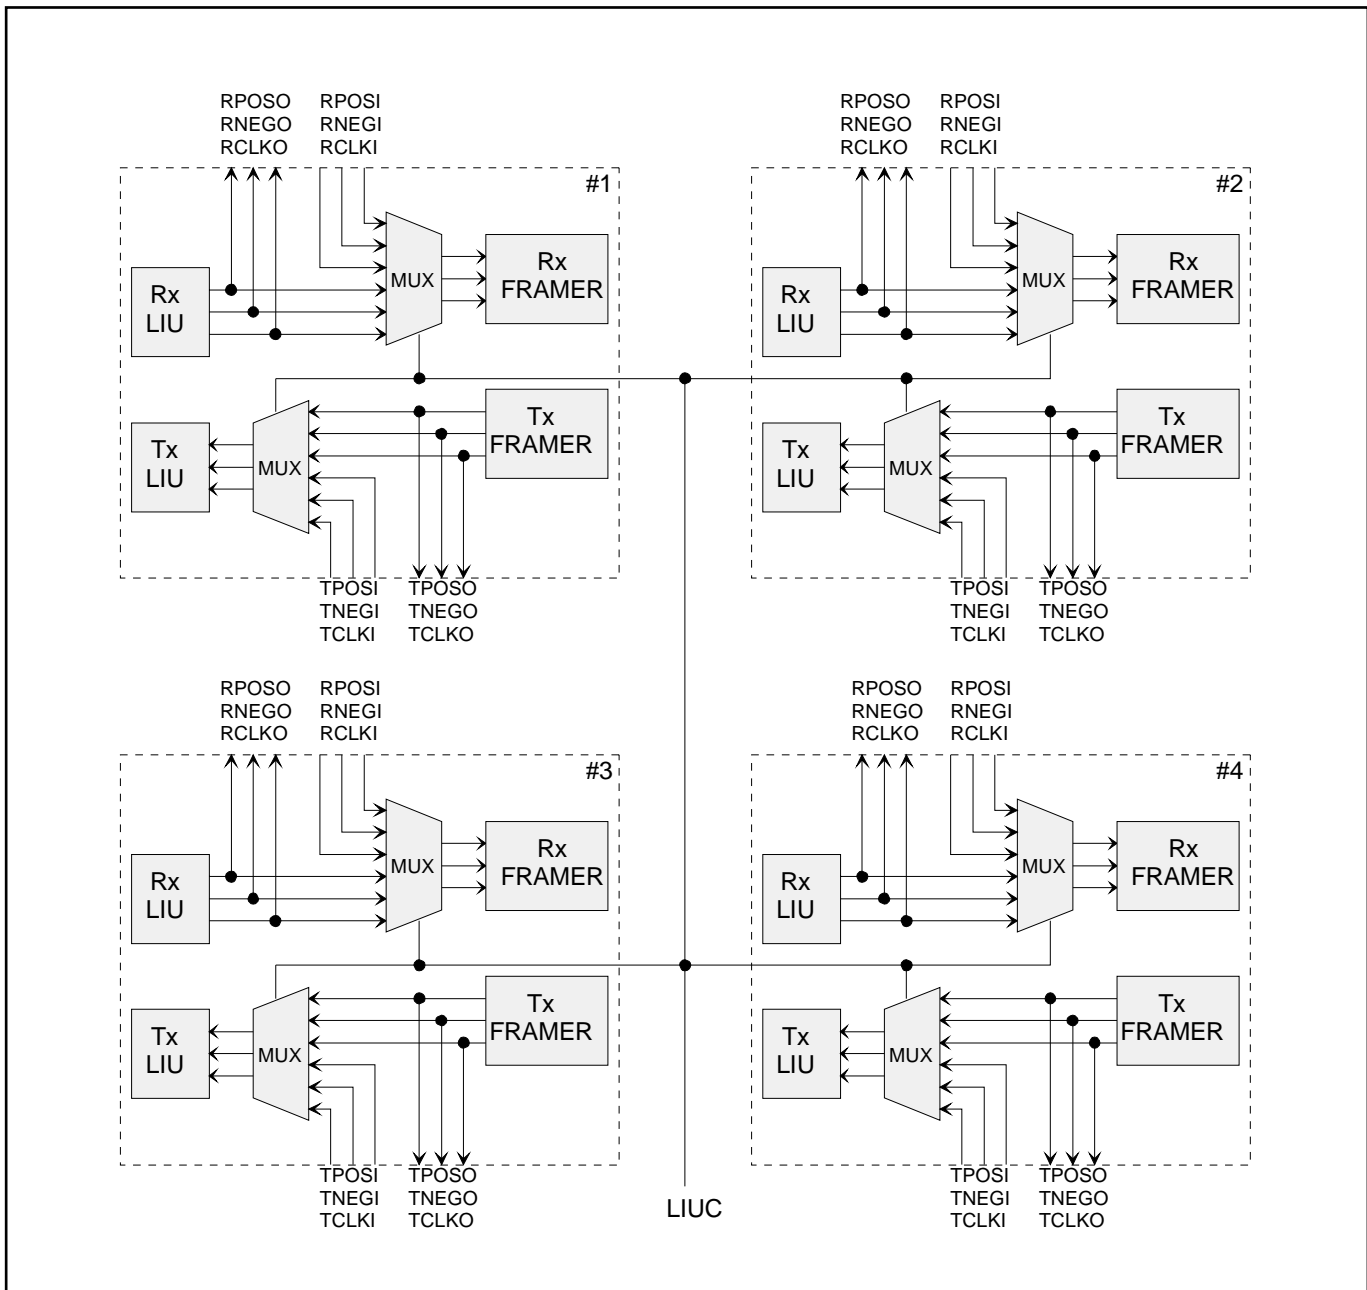 RPOSO RPOSI
RNEGO RNEGI
RCLKO RCLKI
#1
Rx
LIU
MUX
Rx
FRAMER
Tx
LIU
MUX
Tx
FRAMER
TPOSI TPOSO
TNEGI TNEGO
TCLKI TCLKO
RPOSO RPOSI
RNEGO RNEGI
RCLKO RCLKI
#2
Rx
LIU
MUX
Rx
FRAMER
Tx
LIU
MUX
Tx
FRAMER
TPOSI TPOSO
TNEGI TNEGO
TCLKI TCLKO
RPOSO RPOSI
RNEGO RNEGI
RCLKO RCLKI
#3
Rx
LIU
MUX
Rx
FRAMER
Tx
LIU
MUX
Tx
FRAMER
TPOSI TPOSO
TNEGI TNEGO
TCLKI TCLKO
RPOSO RPOSI
RNEGO RNEGI
RCLKO RCLKI
#4
Rx
LIU
MUX
Rx
FRAMER
Tx
LIU
MUX
Tx
FRAMER
TPOSI TPOSO
TNEGI TNEGO
TCLKI TCLKO
LIUC